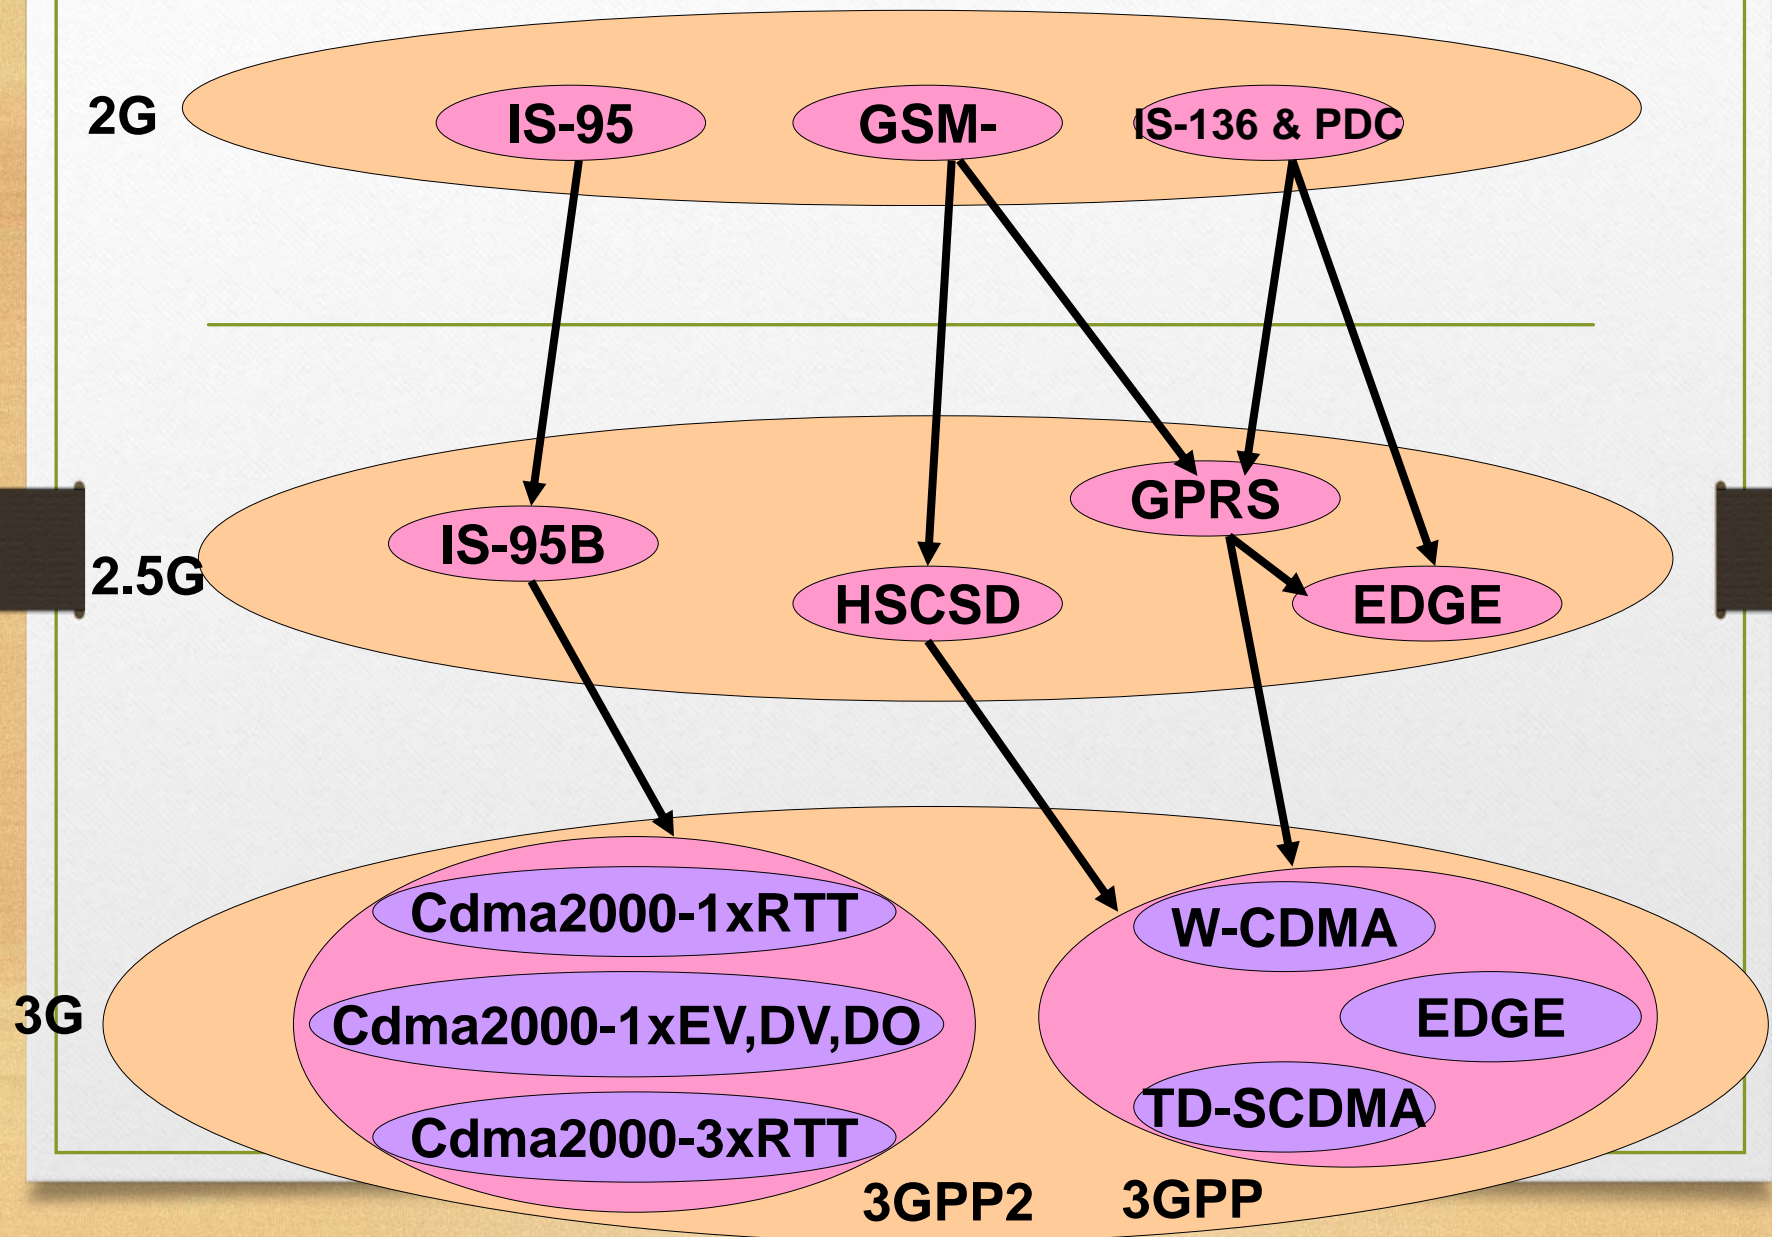 2G
IS-95
GSM-
IS-136 & PDC
2.5G
IS-95B
HSCSD
GPRS
EDGE
3G
Cdma2000-1xRTT
Cdma2000-1xEV,DV,DO
Cdma2000-3xRTT
W-CDMA
EDGE
TD-SCDMA
3GPP2
3GPP